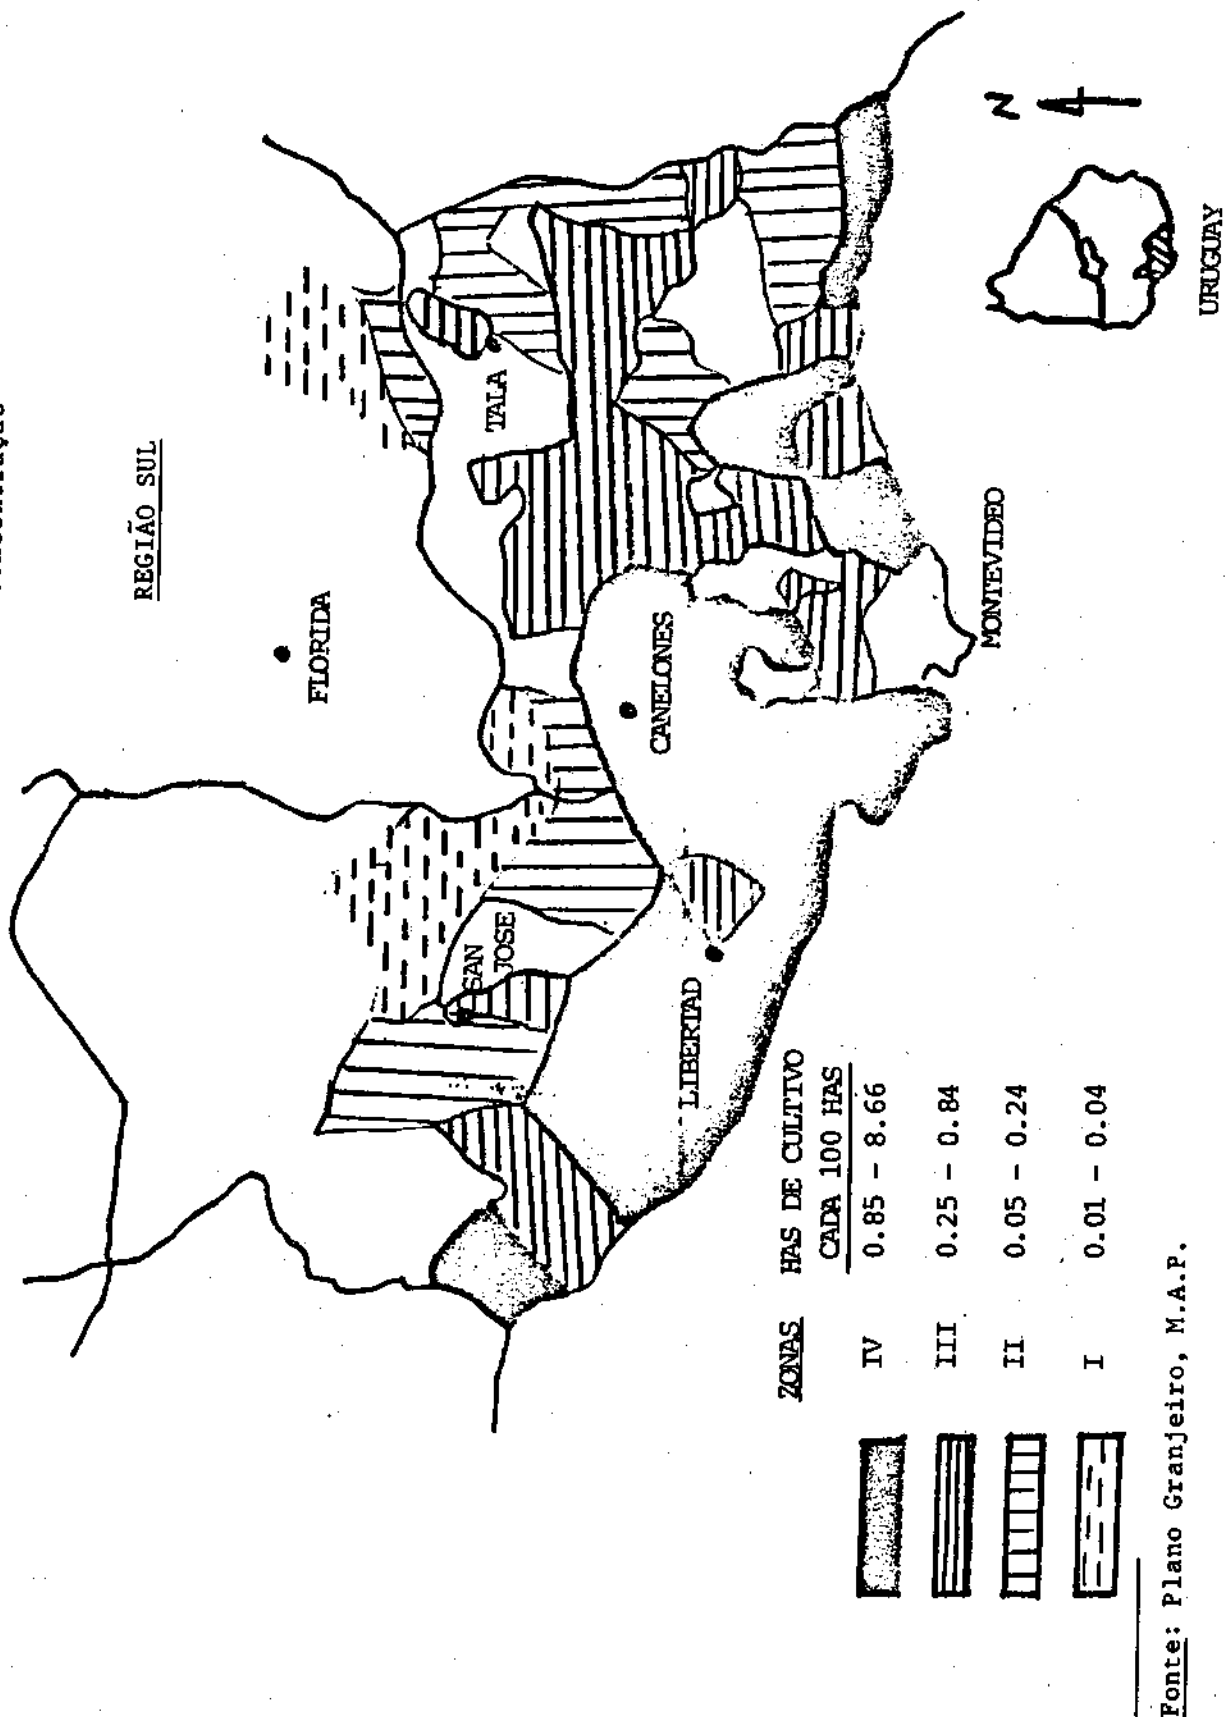 REGIÃO SUL
FLORIDA
TALA
SAN
JOSE
CANELONES
LIBERTAD
MONTEVIDEO
N
URUGUAY
ZONAS HAS DE CULTIVO
CADA 100 HAS
IV 0.85 - 8.66
III 0.25 - 0.84
II 0.05 - 0.24
I 0.01 - 0.04
Fonte: Plano Granjeiro, M.A.P.